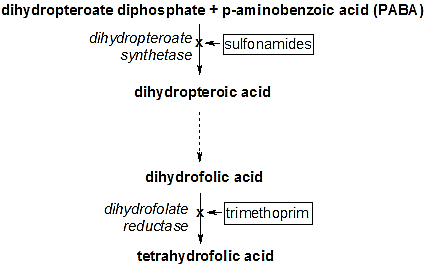 dihydropteroate diphosphate + p-aminobenzoic acid (PABA)
dihydropteroate
synthetase
x
sulfonamides
dihydropteroic acid
dihydrofolic acid
dihydrofolate
reductase
x
trimethoprim
tetrahydrofolic acid